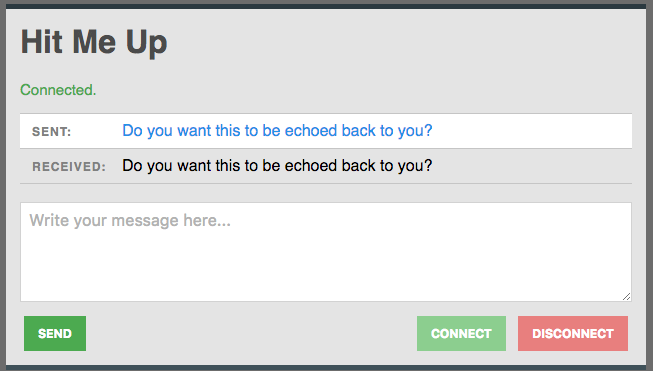 Hit Me Up
Connected.
SENT: Do you want this to be echoed back to you?
RECEIVED: Do you want this to be echoed back to you?
Write your message here...
SEND CONNECT DISCONNECT